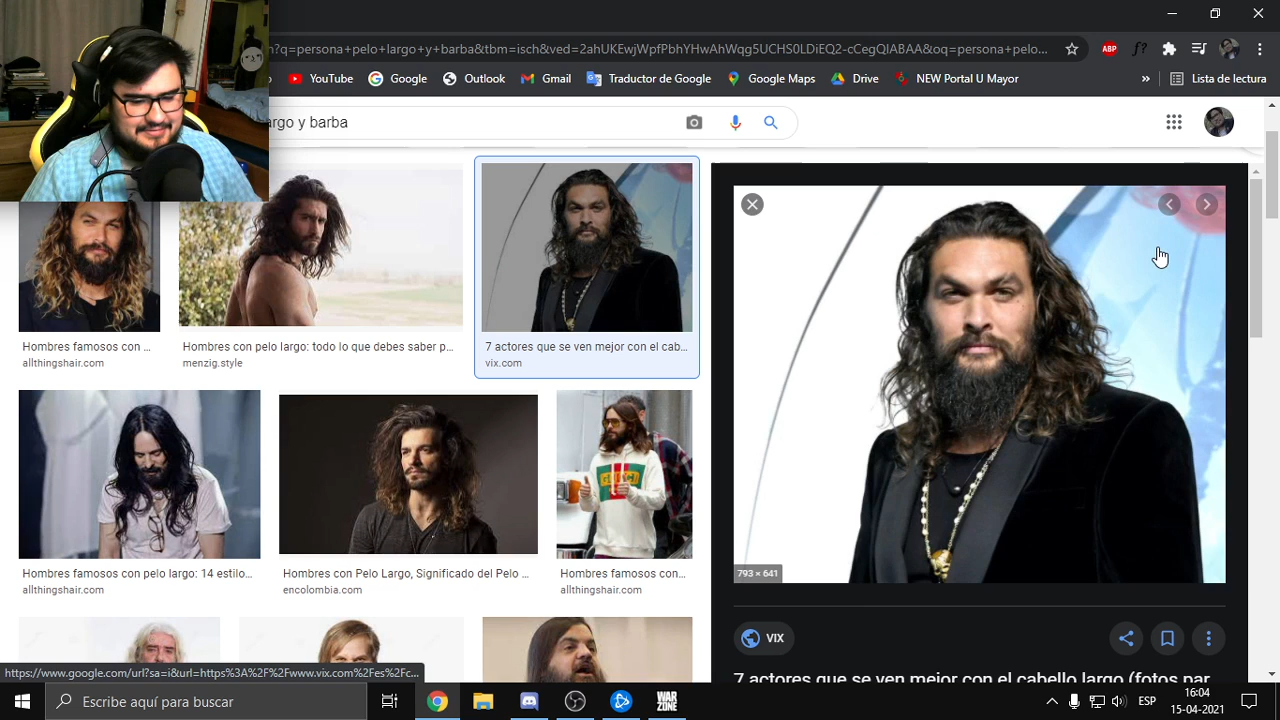 n?q=persona+pelo+largo+y+barba&tbm=isch&ved=2ahUKEwjWpfPbhYHwAhWqg5UCHS0LDiEQ2-cCegQIABAA&oq=persona+pelo...
ABP
f?
YouTube
Google
Outlook
Gmail
Traductor de Google
Google Maps
Drive
NEW Portal U Mayor
»
Lista de lectura
argo y barba
Hombres famosos con ...
allthingshair.com
Hombres con pelo largo: todo lo que debes saber p...
menzig.style
7 actores que se ven mejor con el cab...
vix.com
GUCCI
793 × 641
Hombres famosos con pelo largo: 14 estilo...
allthingshair.com
Hombres con Pelo Largo, Significado del Pelo ...
encolombia.com
Hombres famosos con...
allthingshair.com
VIX
7 actores que se ven mejor con el cabello largo (fotos par
https://www.google.com/url?sa=i&url=https%3A%2F%2Fwww.vix.com%2Fes%2Fc...
Escribe aquí para buscar
WAR
ZONE
ESP
16:04
15-04-2021